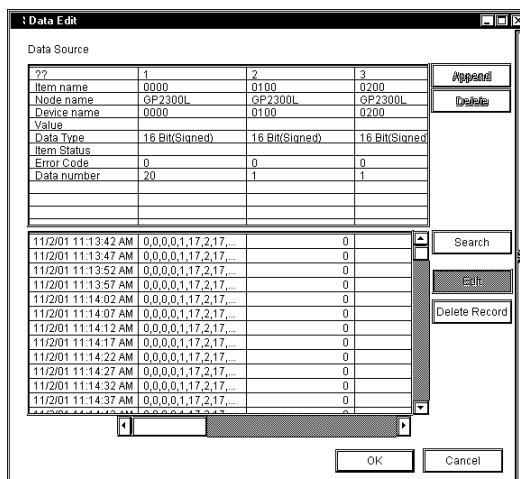 Data Edit
Data Source
?? 1 2 3
Item name 0000 0100 0200
Node name GP2300L GP2300L GP2300L
Device name 0000 0100 0200
Value
Data Type 16 Bit(Signed) 16 Bit(Signed) 16 Bit(Signed
Item Status
Error Code 0 0 0
Data number 20 1 1
Append
Delete
11/2/01 11:13:42 AM 0,0,0,0,1,17,2,17,... 0
11/2/01 11:13:47 AM 0,0,0,0,1,17,2,17,... 0
11/2/01 11:13:52 AM 0,0,0,0,1,17,2,17,... 0
11/2/01 11:13:57 AM 0,0,0,0,1,17,2,17,... 0
11/2/01 11:14:02 AM 0,0,0,0,1,17,2,17,... 0
11/2/01 11:14:07 AM 0,0,0,0,1,17,2,17,... 0
11/2/01 11:14:12 AM 0,0,0,0,1,17,2,17,... 0
11/2/01 11:14:17 AM 0,0,0,0,1,17,2,17,... 0
11/2/01 11:14:22 AM 0,0,0,0,1,17,2,17,... 0
11/2/01 11:14:27 AM 0,0,0,0,1,17,2,17,... 0
11/2/01 11:14:32 AM 0,0,0,0,1,17,2,17,... 0
11/2/01 11:14:37 AM 0,0,0,0,1,17,2,17,... 0
Search
Edit
Delete Record
OK
Cancel